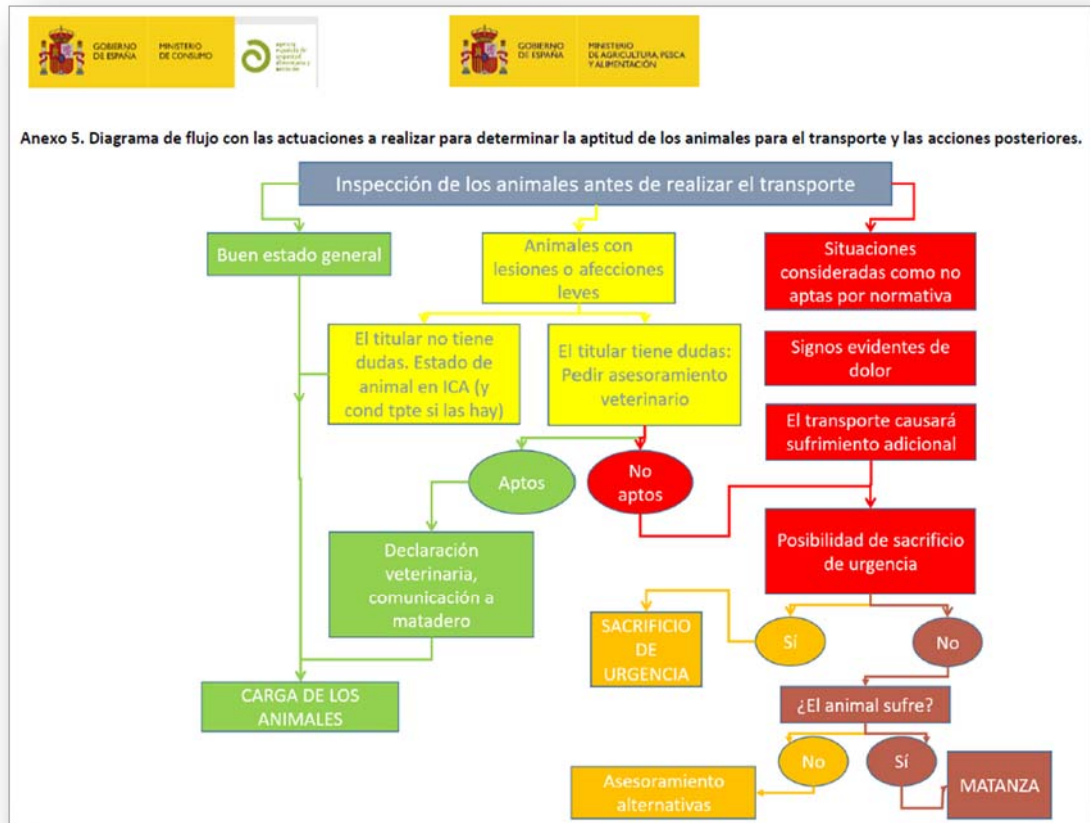 GOBIERNO
DE ESPAÑA
MINISTERIO
DE CONSUMO
agencia
española de
seguridad
alimentaria y
nutrición
GOBIERNO
DE ESPAÑA
MINISTERIO
DE AGRICULTURA, PESCA
Y ALIMENTACIÓN
Anexo 5. Diagrama de flujo con las actuaciones a realizar para determinar la aptitud de los animales para el transporte y las acciones posteriores.
Inspección de los animales antes de realizar el transporte
Buen estado general
Animales con
lesiones o afecciones
leves
Situaciones
consideradas como no
aptas por normativa
El titular no tiene
dudas. Estado de
animal en ICA (y
cond tpte si las hay)
El titular tiene dudas:
Pedir asesoramiento
veterinario
Signos evidentes de
dolor
El transporte causará
sufrimiento adicional
Aptos
No
aptos
Declaración
veterinaria,
comunicación a
matadero
Posibilidad de sacrificio
de urgencia
SACRIFICIO
DE
URGENCIA
Sí
No
CARGA DE LOS
ANIMALES
¿El animal sufre?
No
Sí
Asesoramiento
alternativas
MATANZA